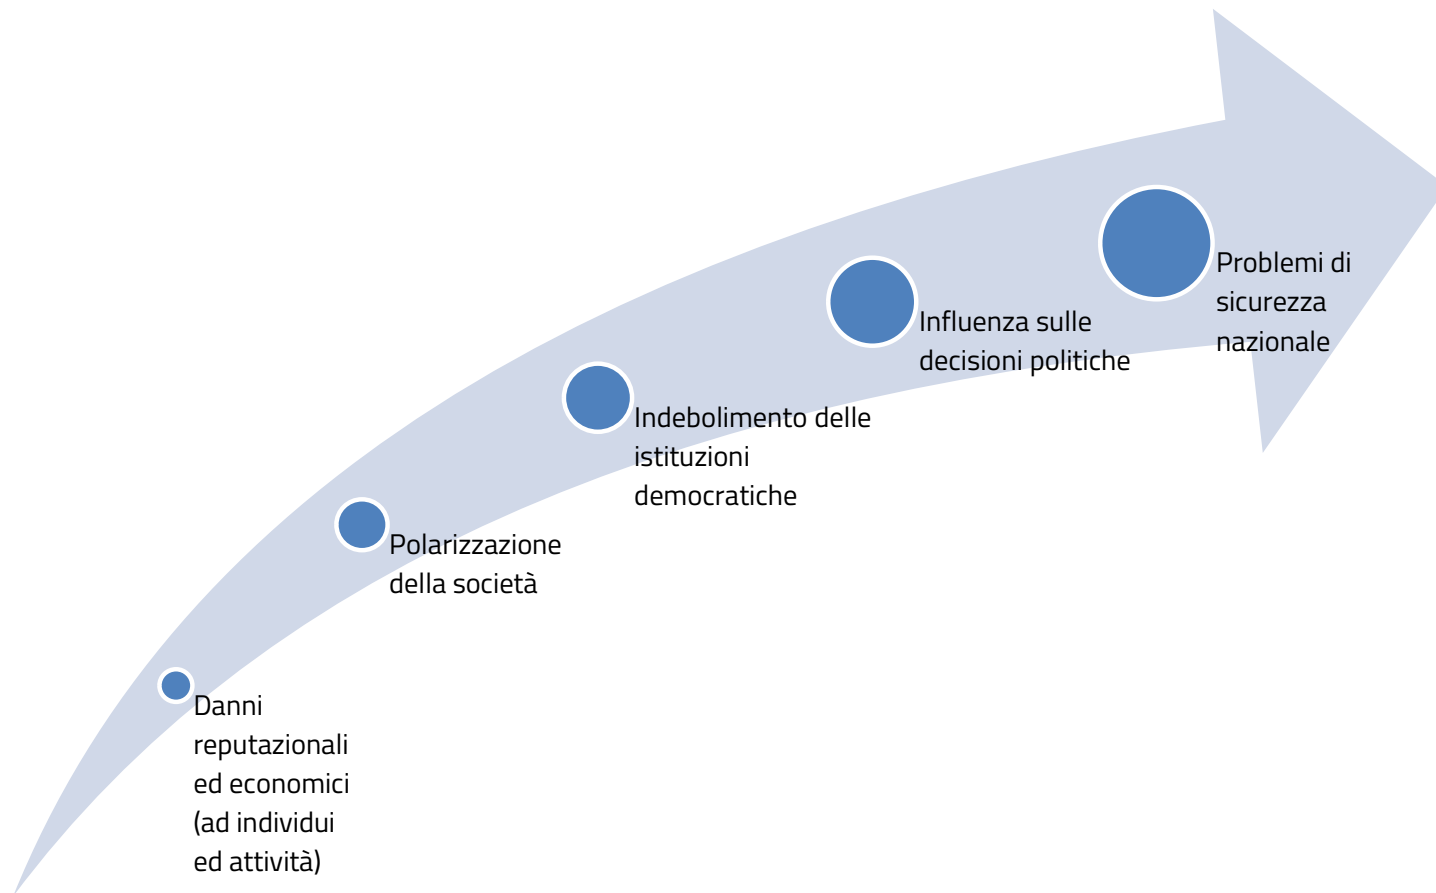 Danni
reputazionali
ed economici
(ad individui
ed attività)
Polarizzazione
della società
Indebolimento delle
istituzioni
democratiche
Influenza sulle
decisioni politiche
Problemi di
sicurezza
nazionale